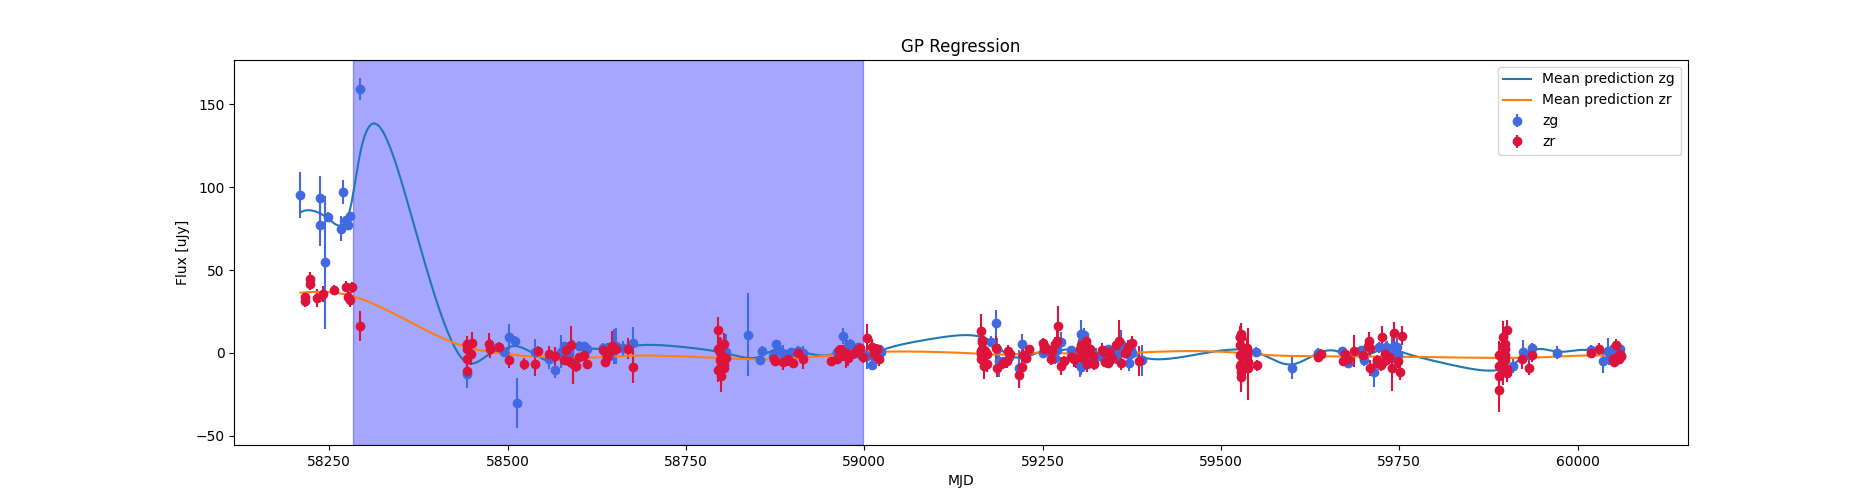 GP Regression
Flux [uJy]
150
100
50
0
−50
58250
58500
58750
59000
59250
59500
59750
60000
MJD
Mean prediction zg
Mean prediction zr
zg
zr